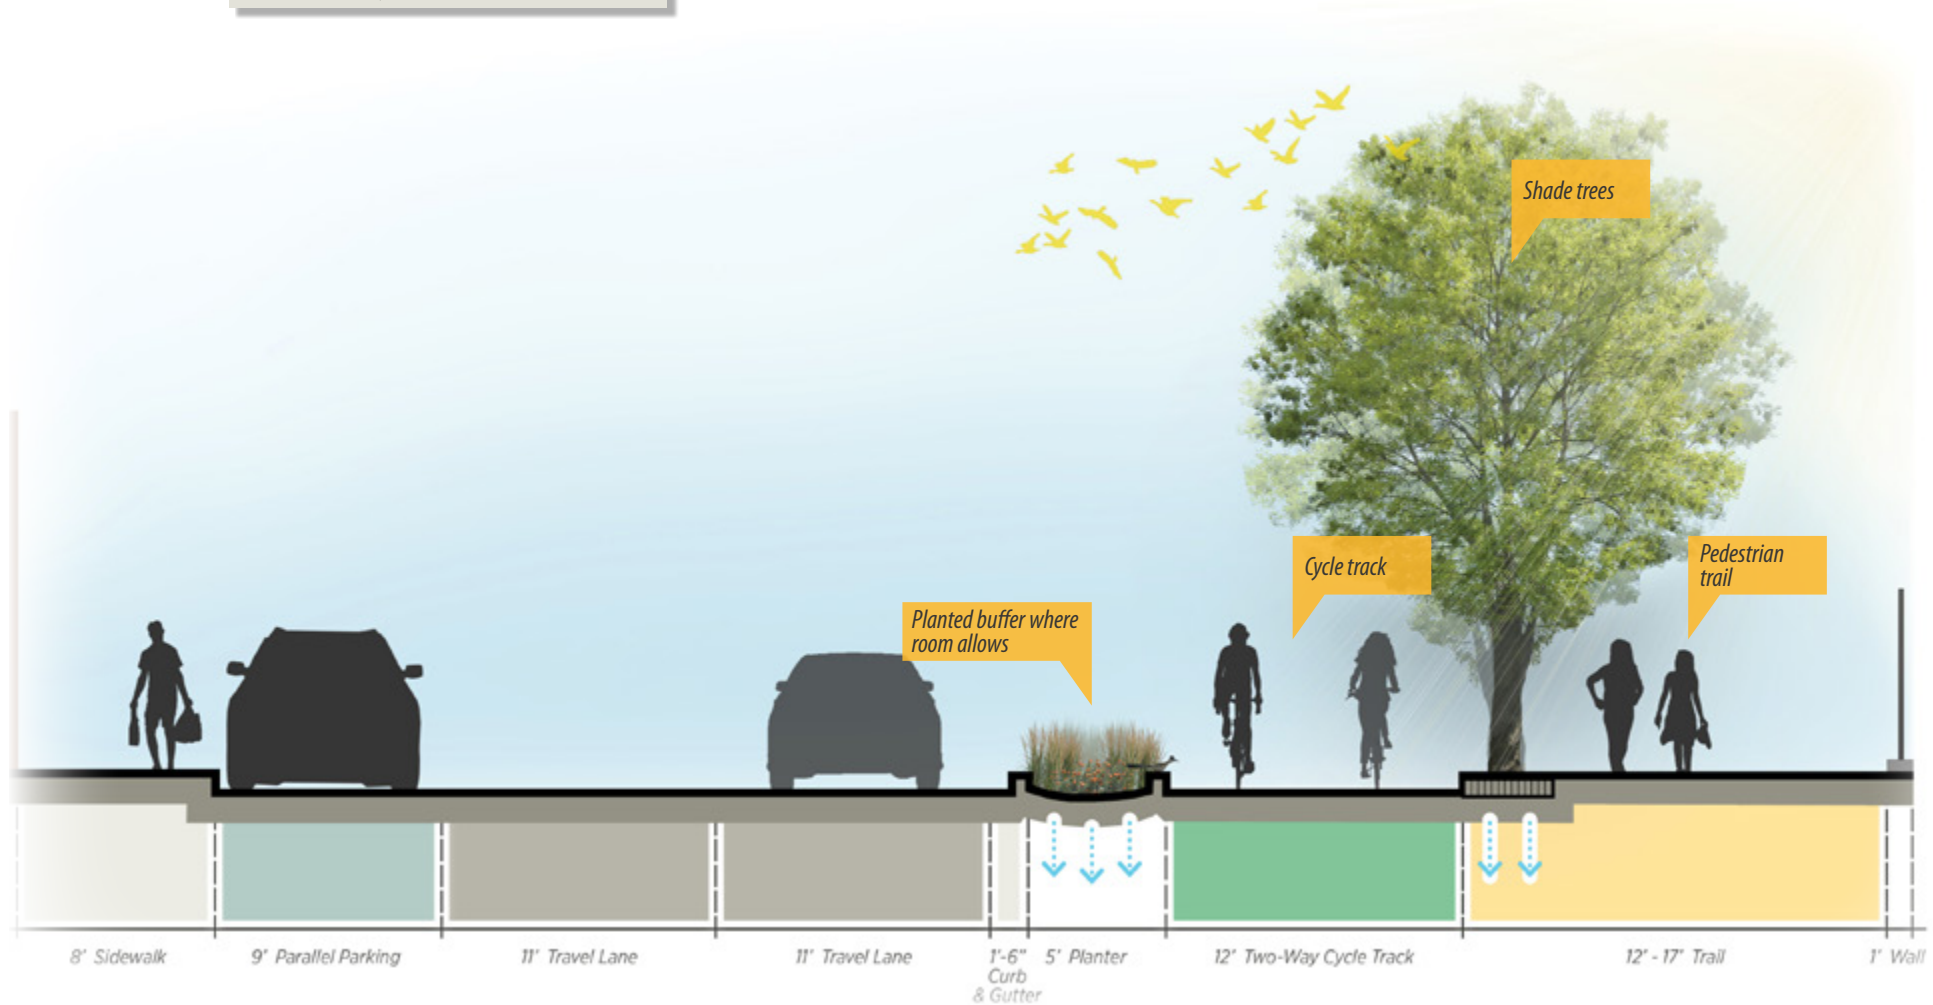 Shade trees
Cycle track
Pedestrian
trail
Planted buffer where
room allows
8' Sidewalk
9' Parallel Parking
11' Travel Lane
11' Travel Lane
1'-6"
Curb
& Gutter
5' Planter
12' Two-Way Cycle Track
12' - 17' Trail
1' Wall